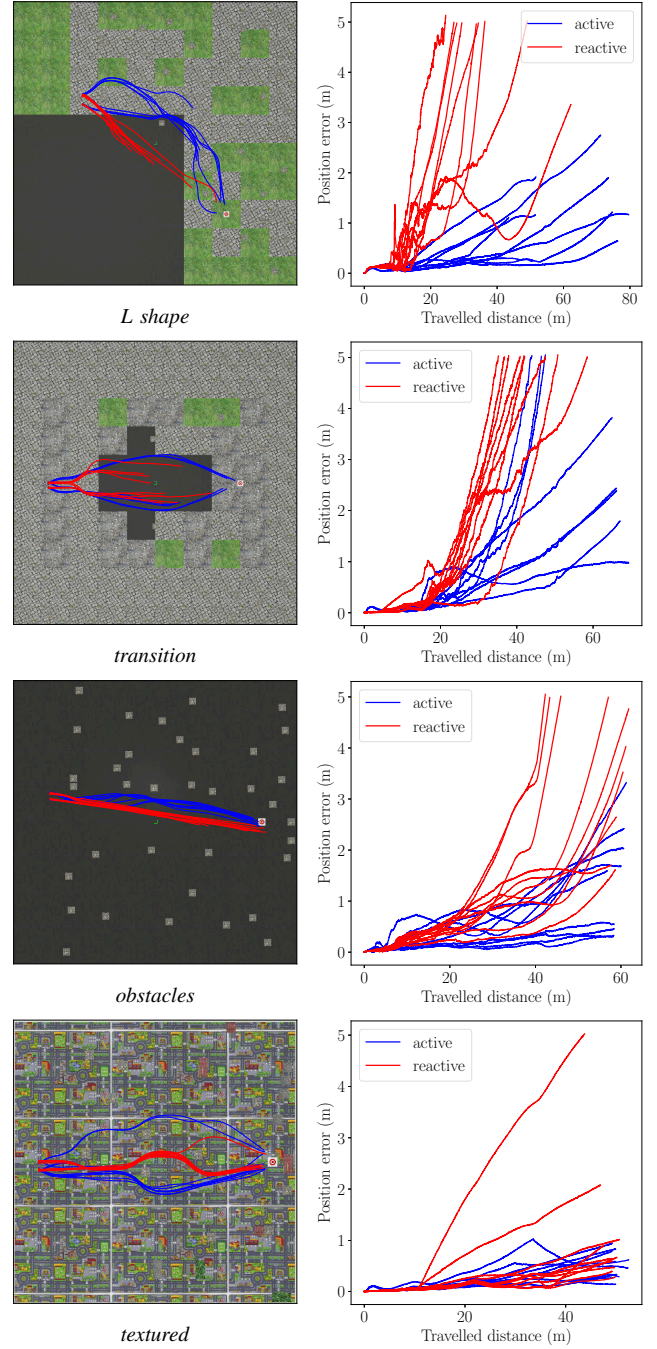 5
4
3
2
1
0
Position error (m)
active
reactive
0
20
40
60
80
Travelled distance (m)
L shape
5
4
3
2
1
0
Position error (m)
active
reactive
0
20
40
60
Travelled distance (m)
transition
5
4
3
2
1
0
Position error (m)
active
reactive
0
20
40
60
Travelled distance (m)
obstacles
5
4
3
2
1
0
Position error (m)
active
reactive
0
20
40
Travelled distance (m)
textured